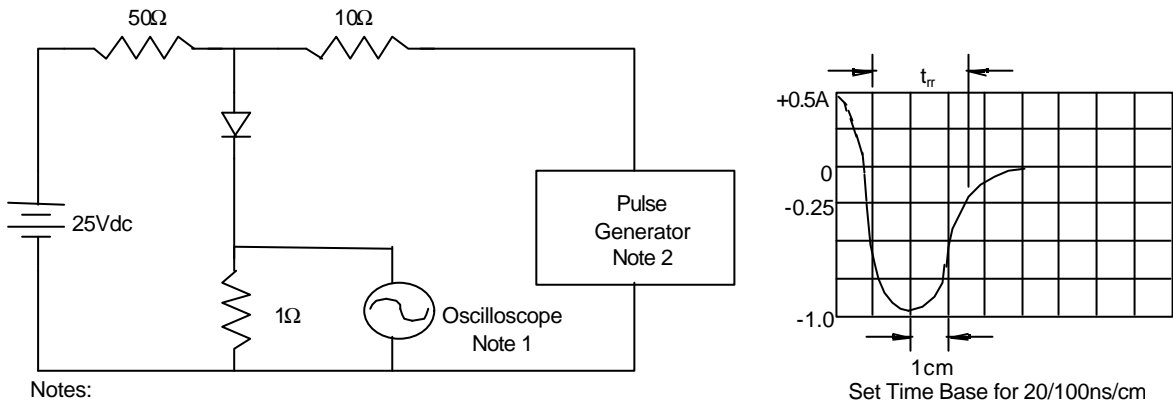 50Ω
10Ω
25Vdc
1Ω
Oscilloscope
Note 1
Pulse
Generator
Note 2
Notes:
t_rr
+0.5A
0
-0.25
-1.0
1cm
Set Time Base for 20/100ns/cm